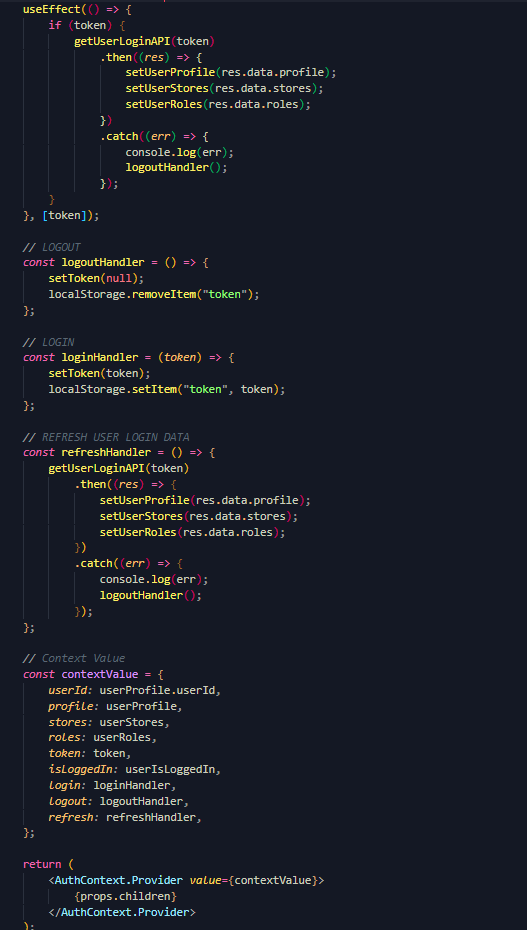 useEffect(() => {
    if (token) {
        getUserLoginAPI(token)
            .then((res) => {
                setUserProfile(res.data.profile);
                setUserStores(res.data.stores);
                setUserRoles(res.data.roles);
            })
            .catch((err) => {
                console.log(err);
                logoutHandler();
            });
    }
}, [token]);

// LOGOUT
const logoutHandler = () => {
    setToken(null);
    localStorage.removeItem("token");
};

// LOGIN
const loginHandler = (token) => {
    setToken(token);
    localStorage.setItem("token", token);
};

// REFRESH USER LOGIN DATA
const refreshHandler = () => {
    getUserLoginAPI(token)
        .then((res) => {
            setUserProfile(res.data.profile);
            setUserStores(res.data.stores);
            setUserRoles(res.data.roles);
        })
        .catch((err) => {
            console.log(err);
            logoutHandler();
        });
};

// Context Value
const contextValue = {
    userId: userProfile.userId,
    profile: userProfile,
    stores: userStores,
    roles: userRoles,
    token: token,
    isLoggedIn: userIsLoggedIn,
    login: loginHandler,
    logout: logoutHandler,
    refresh: refreshHandler,
};

return (
    <AuthContext.Provider value={contextValue}>
        {props.children}
    </AuthContext.Provider>
);